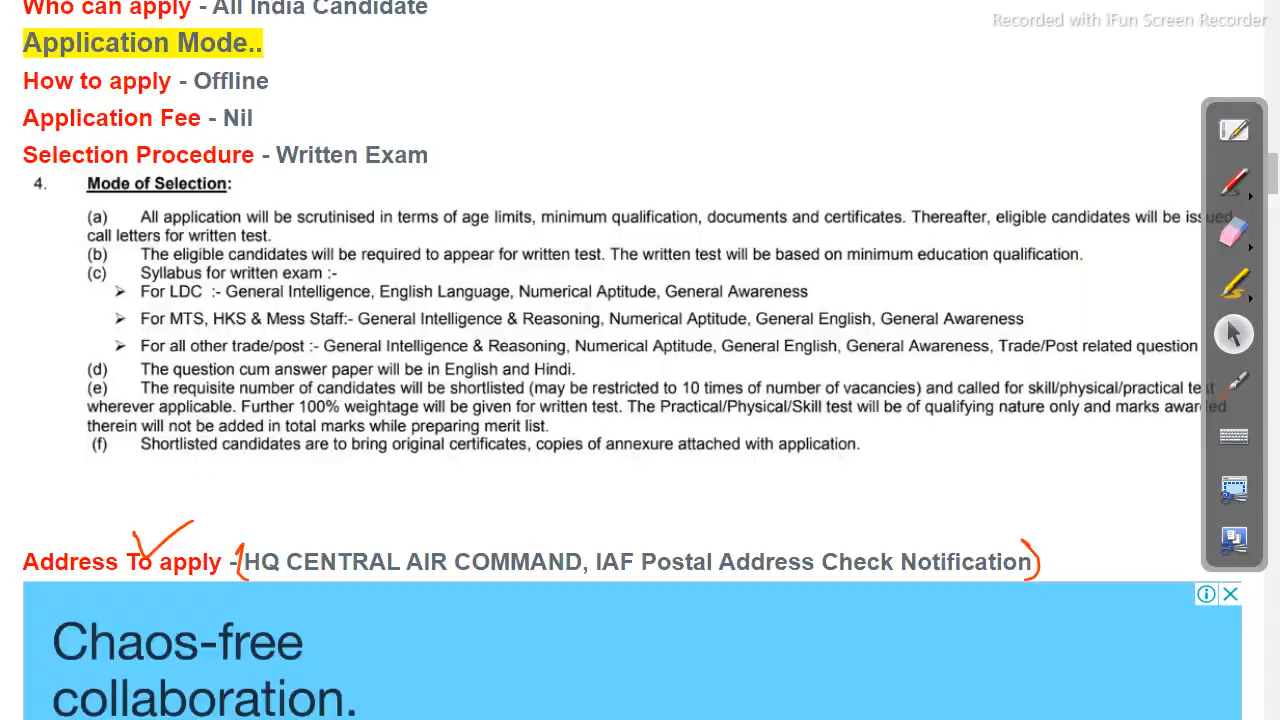 Who can apply - All India Candidate
Recorded with iFun Screen Recorder
Application Mode..
How to apply - Offline
Application Fee - Nil
Selection Procedure - Written Exam
4. Mode of Selection:
(a) All application will be scrutinised in terms of age limits, minimum qualification, documents and certificates. Thereafter, eligible candidates will be issued
call letters for written test.
(b) The eligible candidates will be required to appear for written test. The written test will be based on minimum education qualification.
(c) Syllabus for written exam :-
➢ For LDC :- General Intelligence, English Language, Numerical Aptitude, General Awareness
➢ For MTS, HKS & Mess Staff:- General Intelligence & Reasoning, Numerical Aptitude, General English, General Awareness
➢ For all other trade/post :- General Intelligence & Reasoning, Numerical Aptitude, General English, General Awareness, Trade/Post related question
(d) The question cum answer paper will be in English and Hindi.
(e) The requisite number of candidates will be shortlisted (may be restricted to 10 times of number of vacancies) and called for skill/physical/practical test
wherever applicable. Further 100% weightage will be given for written test. The Practical/Physical/Skill test will be of qualifying nature only and marks awarded
therein will not be added in total marks while preparing merit list.
(f) Shortlisted candidates are to bring original certificates, copies of annexure attached with application.
Address To apply - HQ CENTRAL AIR COMMAND, IAF Postal Address Check Notification
Chaos-free
collaboration.